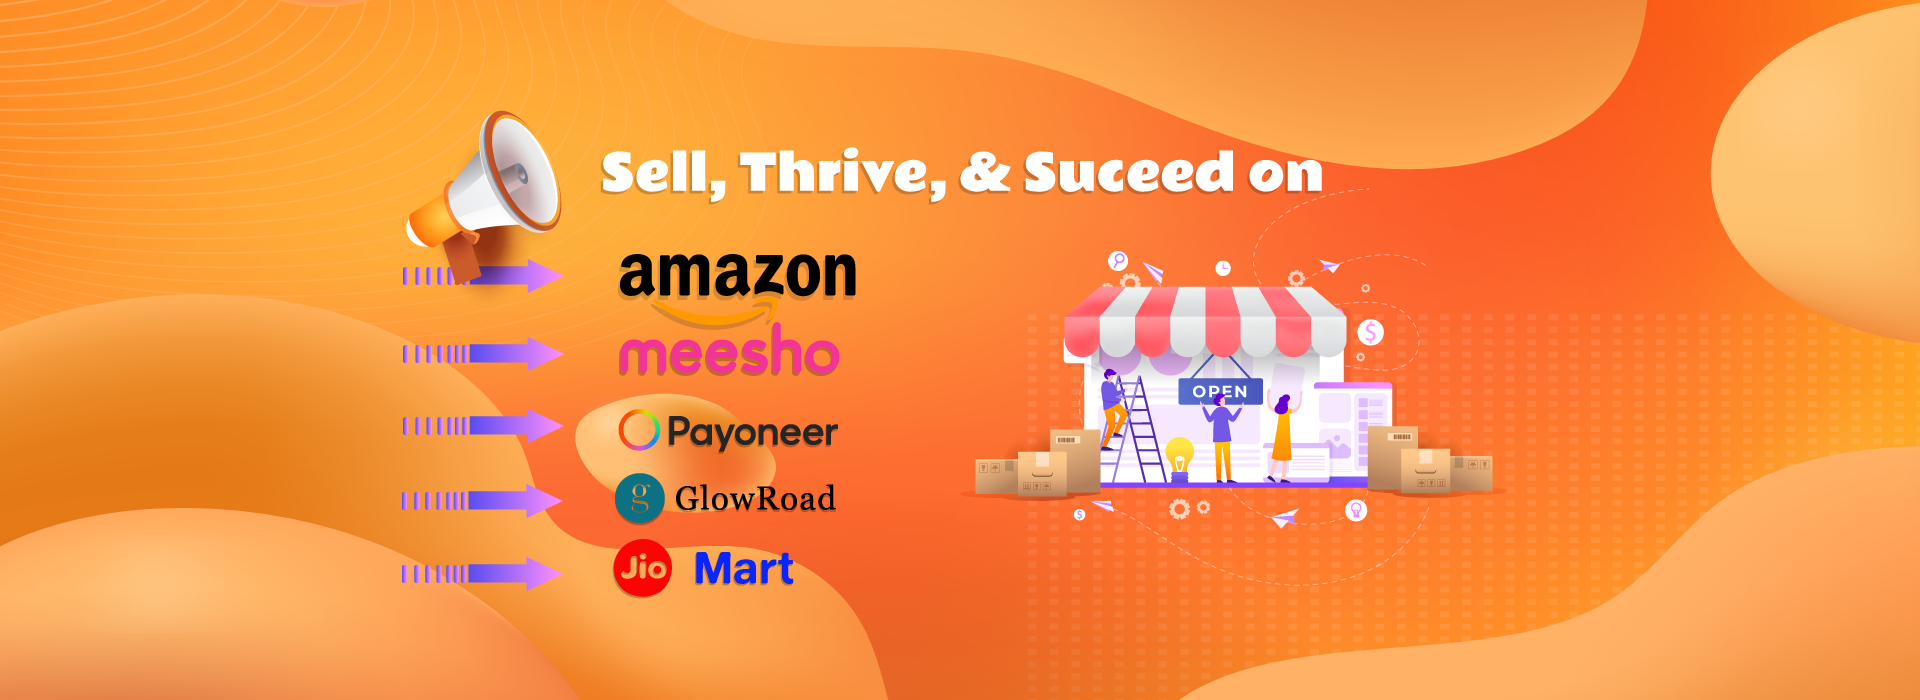 Sell, Thrive, & Suceed on
amazon
meesho
Payoneer
g GlowRoad
Jio Mart
OPEN
$
$